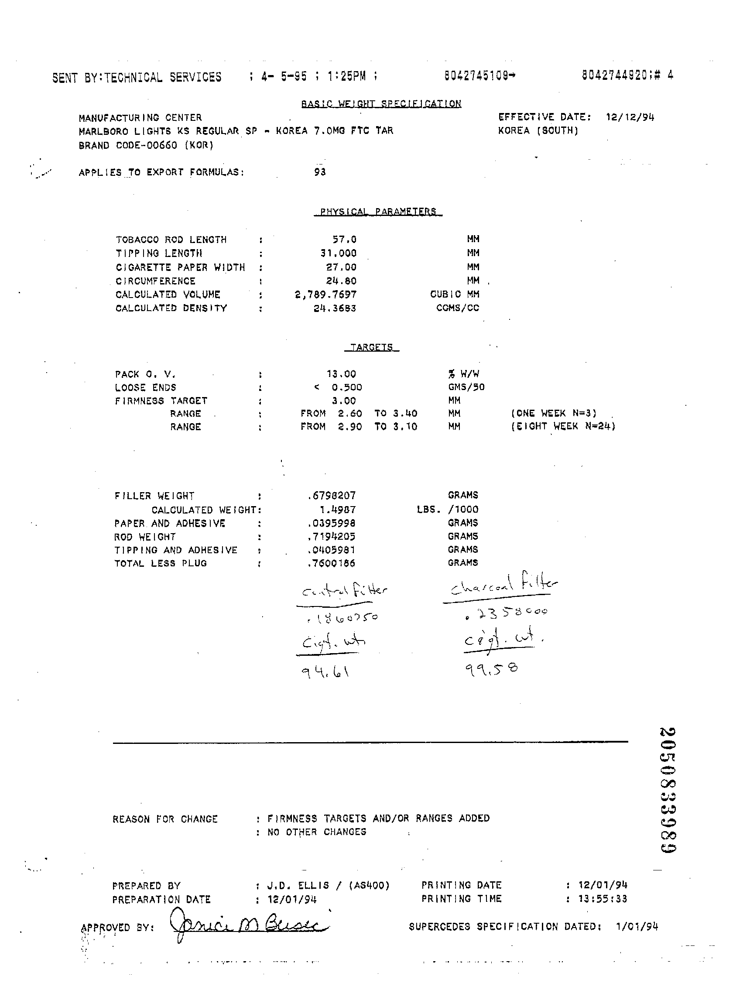 SENT BY:TECHNICAL SERVICES ; 4- 5-95 ; 1:25PM ; 8042745109→ 8042744920;# 4
BASIC WEIGHT SPECIFICATION
MANUFACTURING CENTER EFFECTIVE DATE: 12/12/94
MARLBORO LIGHTS KS REGULAR SP - KOREA 7.0MG FTC TAR KOREA (SOUTH)
BRAND CODE-00660 (KOR)
APPLIES TO EXPORT FORMULAS: 93
PHYSICAL PARAMETERS
TOBACCO ROD LENGTH : 57.0 MM
TIPPING LENGTH : 31.000 MM
CIGARETTE PAPER WIDTH : 27.00 MM
CIRCUMFERENCE : 24.80 MM
CALCULATED VOLUME : 2,789.7697 CUBIC MM
CALCULATED DENSITY : 24.3683 CGMS/CC
TARGETS
PACK O. V. : 13.00 % W/W
LOOSE ENDS : < 0.500 GMS/50
FIRMNESS TARGET : 3.00 MM
RANGE : FROM 2.60 TO 3.40 MM (ONE WEEK N=3)
RANGE : FROM 2.90 TO 3.10 MM (EIGHT WEEK N=24)
FILLER WEIGHT : .6798207 GRAMS
CALCULATED WEIGHT: 1.4987 LBS. /1000
PAPER AND ADHESIVE : .0395998 GRAMS
ROD WEIGHT : .7194205 GRAMS
TIPPING AND ADHESIVE : .0405981 GRAMS
TOTAL LESS PLUG : .7600186 GRAMS
Control Filter Charcoal Filter
.1860750 .2358000
Cigt. wt. cigt. wt.
94.61 99.58
2050833989
REASON FOR CHANGE : FIRMNESS TARGETS AND/OR RANGES ADDED
: NO OTHER CHANGES
PREPARED BY : J.D. ELLIS / (AS400) PRINTING DATE : 12/01/94
PREPARATION DATE : 12/01/94 PRINTING TIME : 13:55:33
APPROVED BY: SUPERCEDES SPECIFICATION DATED: 1/01/94